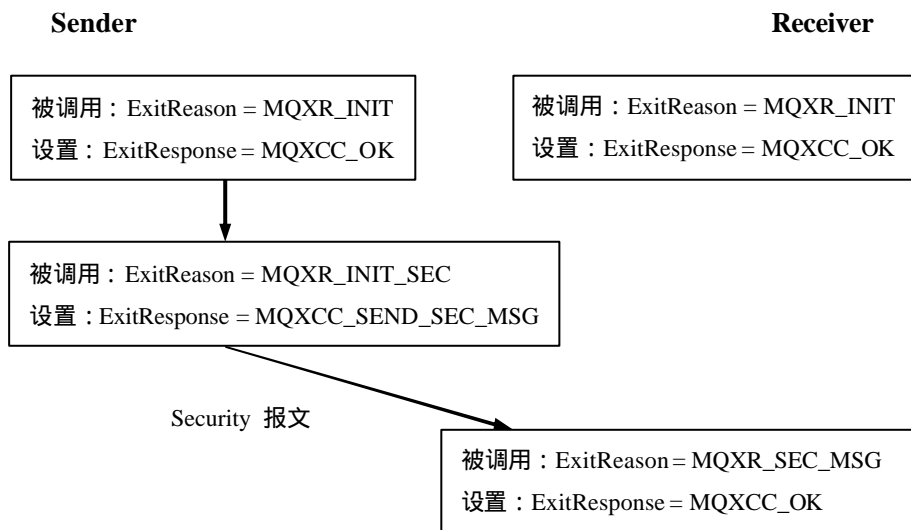 Sender
Receiver
被调用：ExitReason = MQXR_INIT
设置：ExitResponse = MQXCC_OK
被调用：ExitReason = MQXR_INIT
设置：ExitResponse = MQXCC_OK
被调用：ExitReason = MQXR_INIT_SEC
设置：ExitResponse = MQXCC_SEND_SEC_MSG
Security 报文
被调用：ExitReason = MQXR_SEC_MSG
设置：ExitResponse = MQXCC_OK